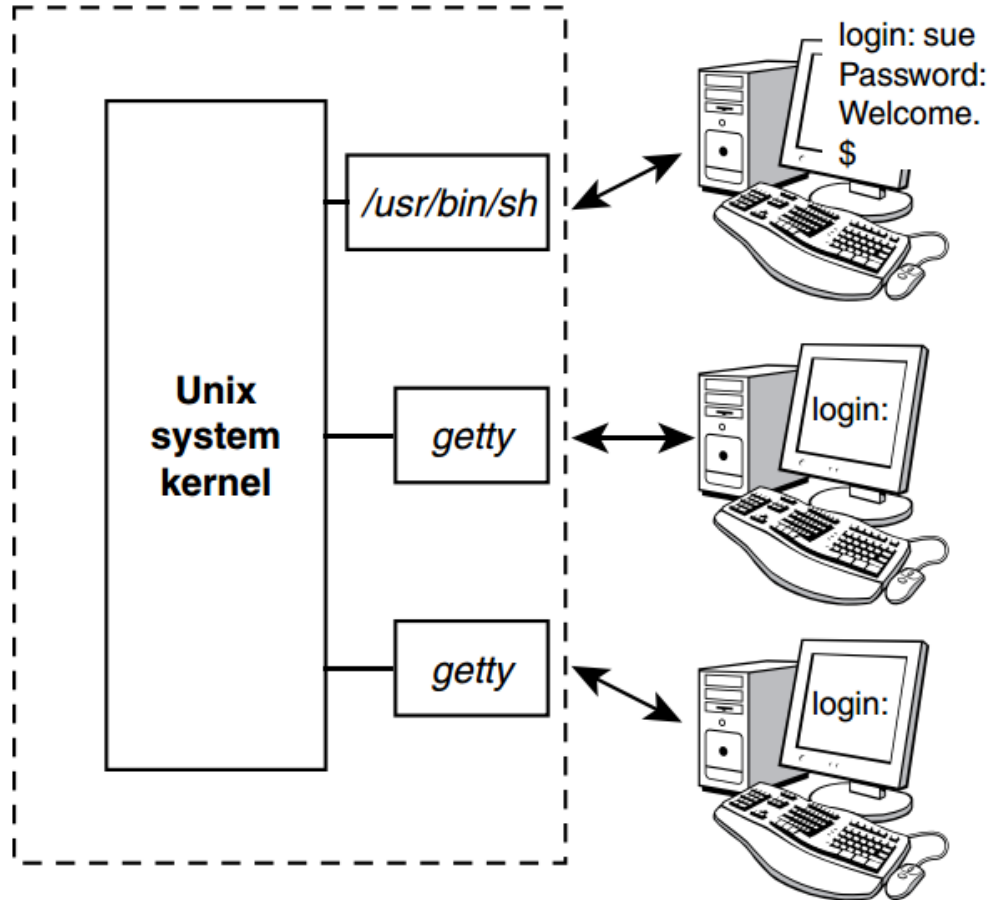 login: sue
Password:
Welcome.
$
/usr/bin/sh
Unix
system
kernel
getty
login:
getty
login: